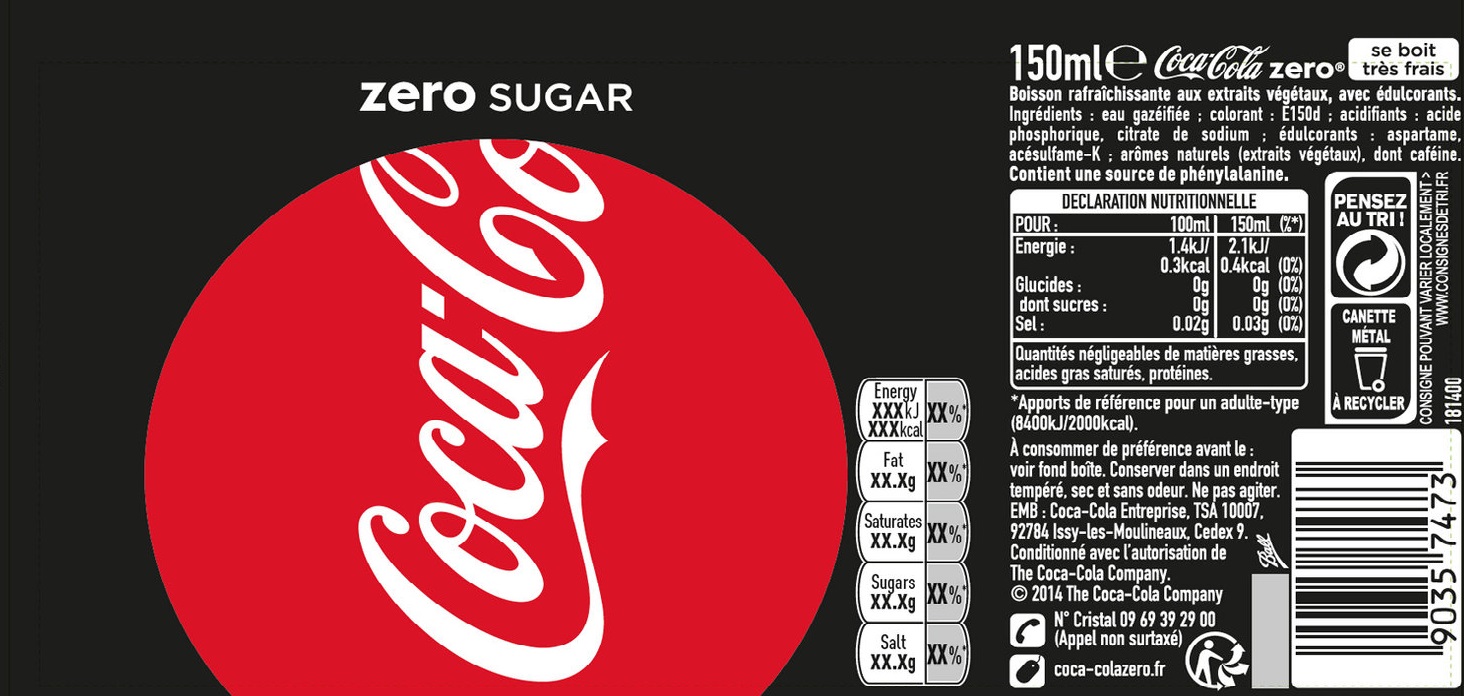 zero SUGAR
Coca-Co
Energy
XXXkJ
XXXkcal
XX%*
Fat
XX.Xg
XX%*
Saturates
XX.Xg
XX%*
Sugars
XX.Xg
XX%*
Salt
XX.Xg
XX%*
150ml e Coca-Cola zero®
se boit
très frais
Boisson rafraîchissante aux extraits végétaux, avec édulcorants.
Ingrédients : eau gazéifiée ; colorant : E150d ; acidifiants : acide
phosphorique, citrate de sodium ; édulcorants : aspartame,
acésulfame-K ; arômes naturels (extraits végétaux), dont caféine.
Contient une source de phénylalanine.
DECLARATION NUTRITIONNELLE
POUR : 100ml 150ml (%*)
Energie : 1.4kJ/ 2.1kJ/
0.3kcal 0.4kcal (0%)
Glucides : 0g 0g (0%)
dont sucres : 0g 0g (0%)
Sel : 0.02g 0.03g (0%)
Quantités négligeables de matières grasses,
acides gras saturés, protéines.
*Apports de référence pour un adulte-type
(8400kJ/2000kcal).
À consommer de préférence avant le :
voir fond boîte. Conserver dans un endroit
tempéré, sec et sans odeur. Ne pas agiter.
EMB : Coca-Cola Entreprise, TSA 10007,
92784 Issy-les-Moulineaux, Cedex 9.
Conditionné avec l'autorisation de
The Coca-Cola Company.
© 2014 The Coca-Cola Company
N° Cristal 09 69 39 29 00
(Appel non surtaxé)
coca-colazero.fr
PENSEZ
AU TRI !
CANETTE
MÉTAL
À RECYCLER
CONSIGNE POUVANT VARIER LOCALEMENT >
WWW.CONSIGNESDETRI.FR
181400
Ball
9035 7473